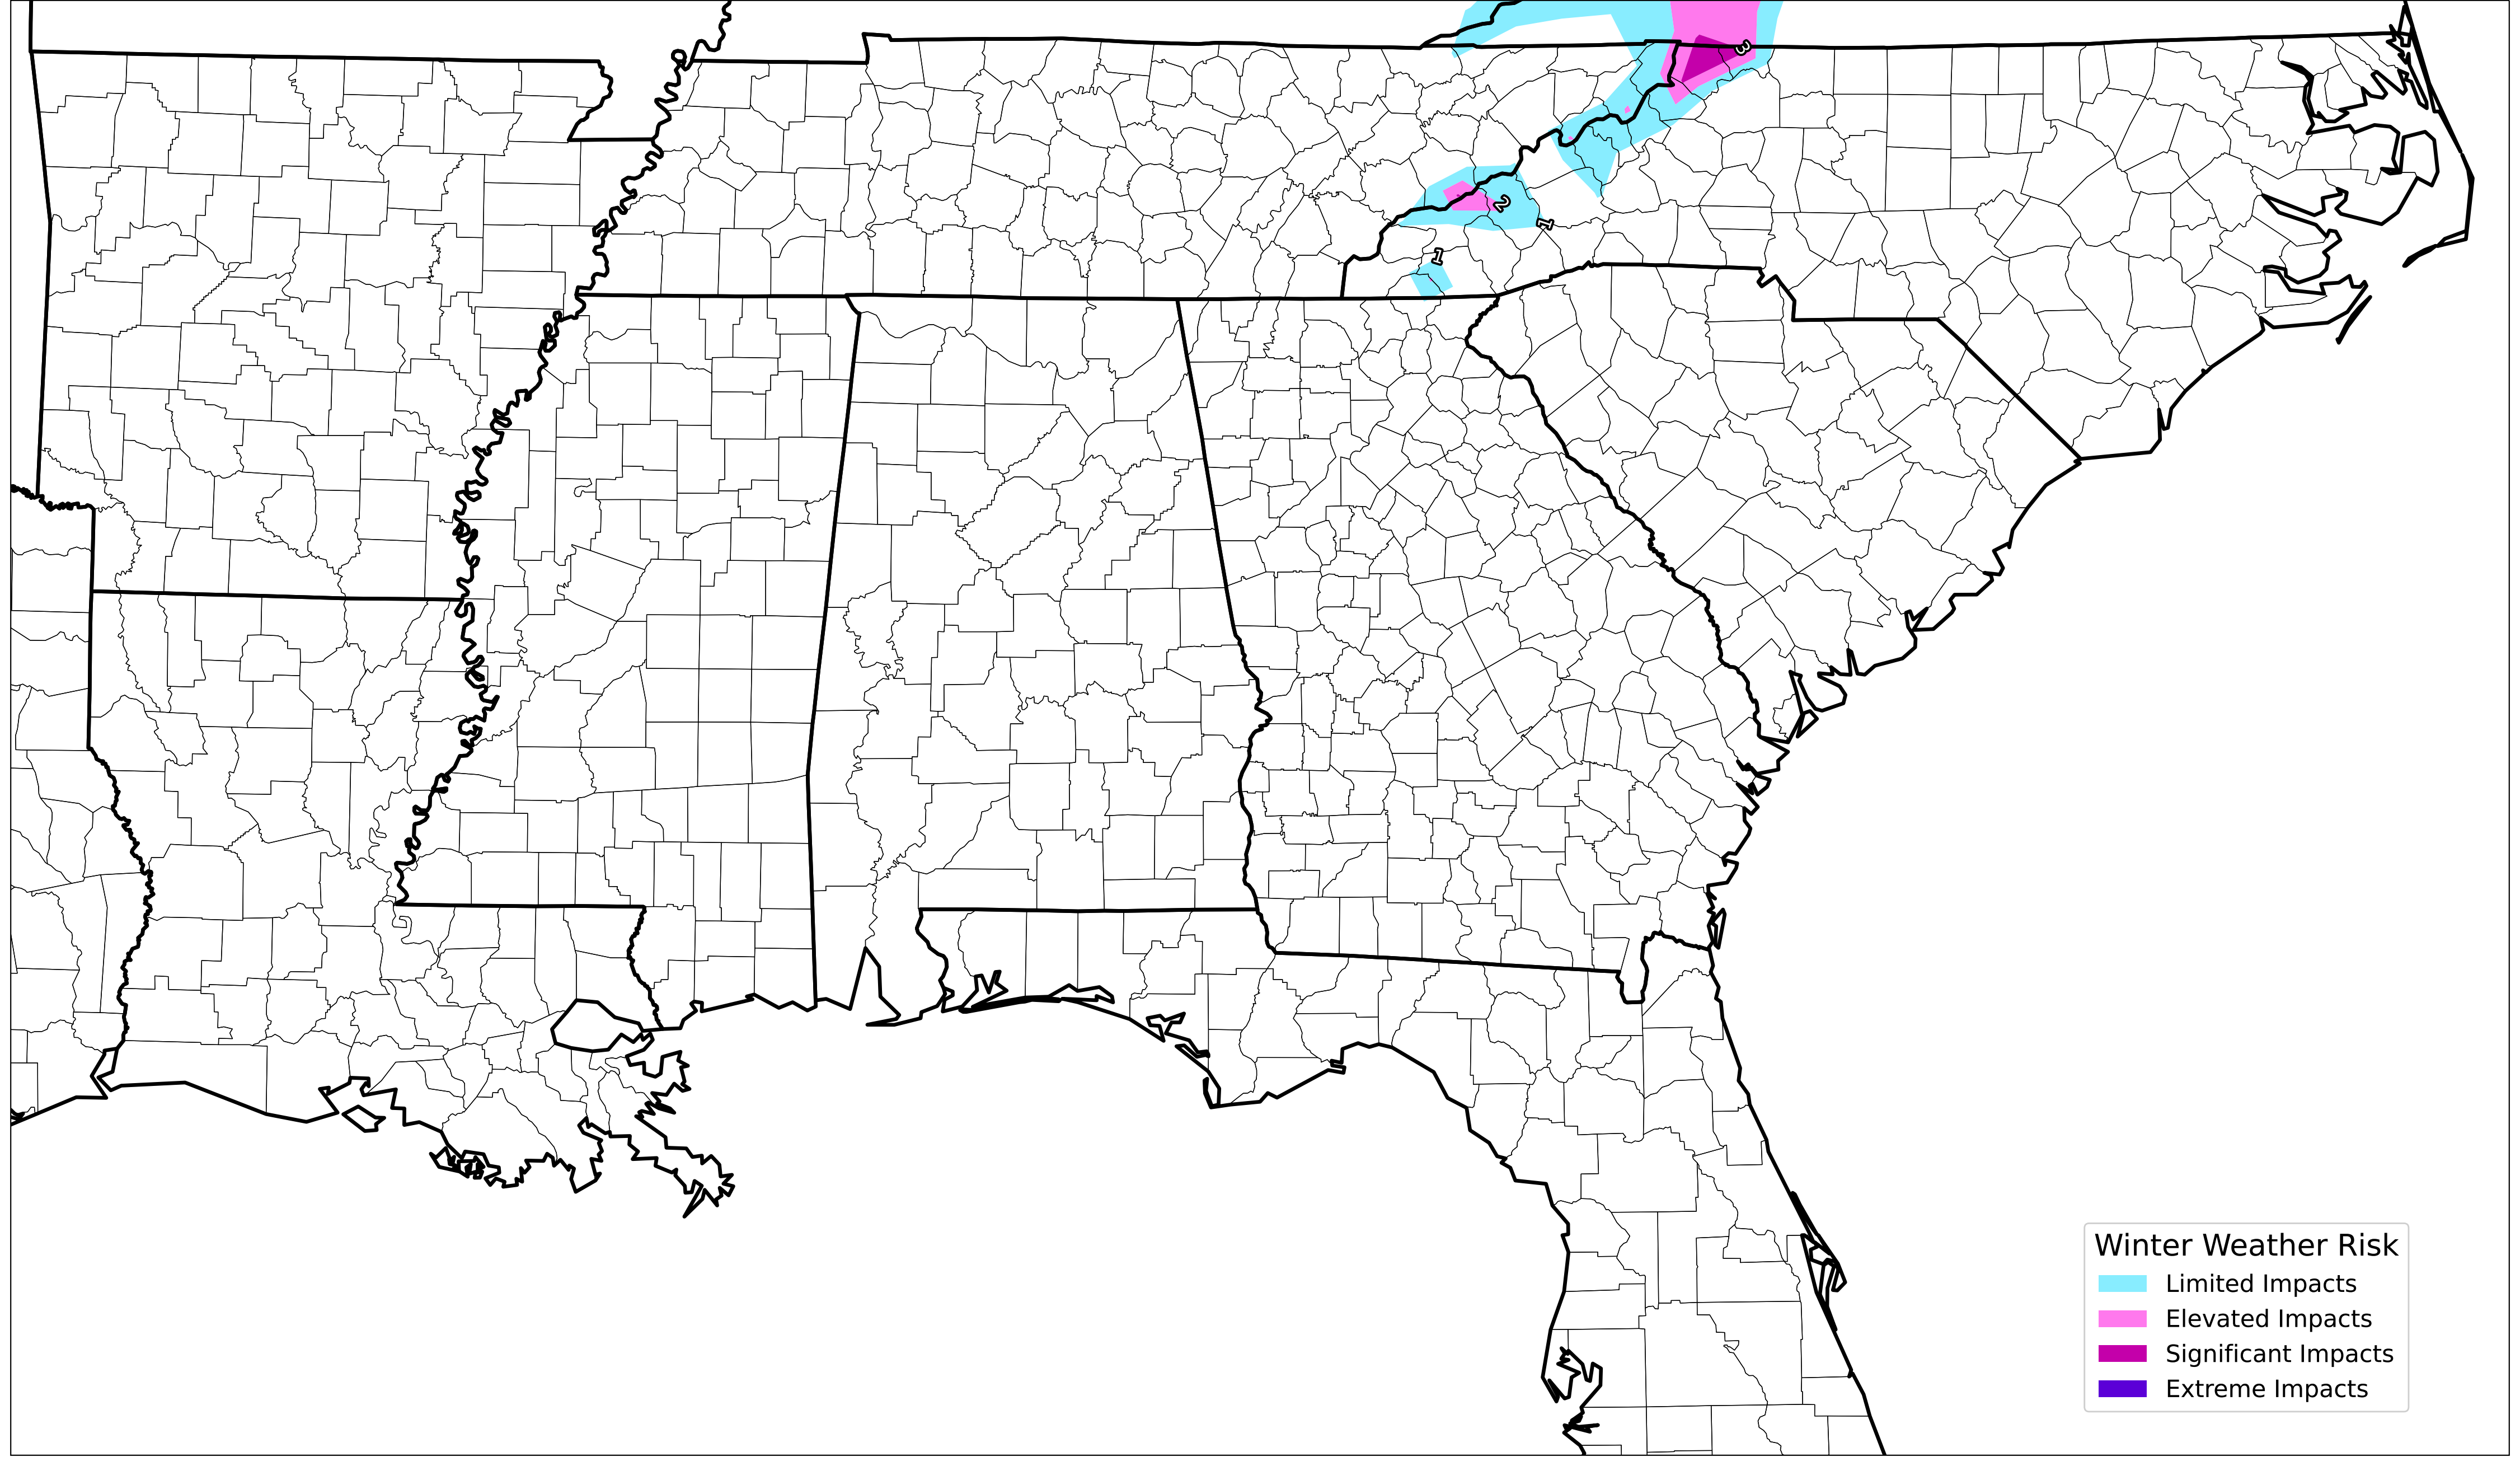 3
2
1
1
Winter Weather Risk
Limited Impacts
Elevated Impacts
Significant Impacts
Extreme Impacts